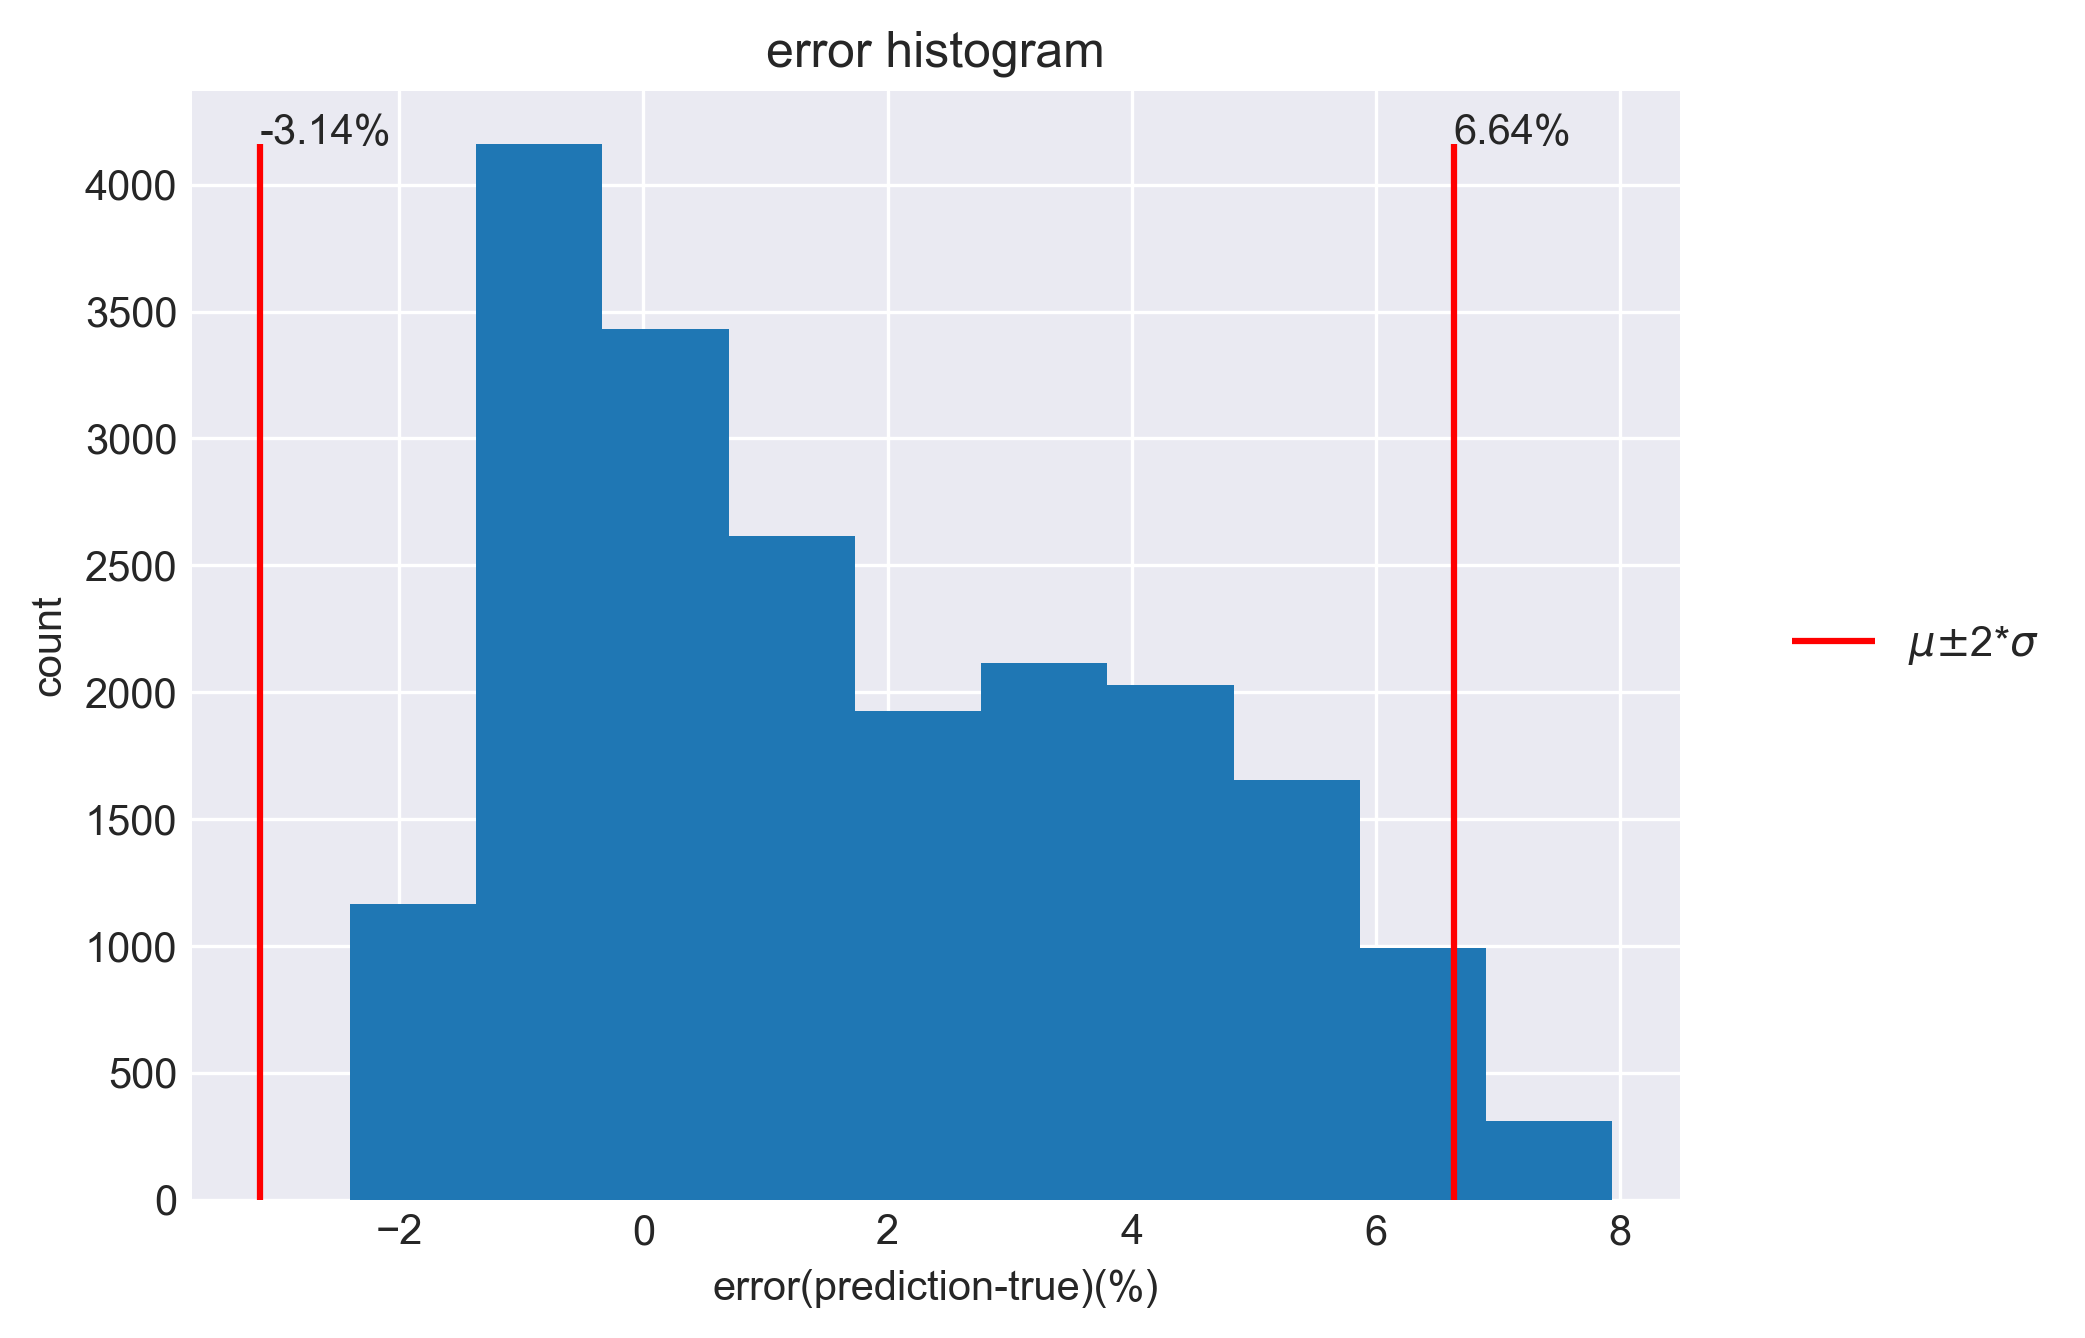 error histogram
-3.14%
6.64%
4000
3500
3000
2500
2000
1500
1000
500
0
count
−2 0 2 4 6 8
error(prediction-true)(%)
μ±2*σ